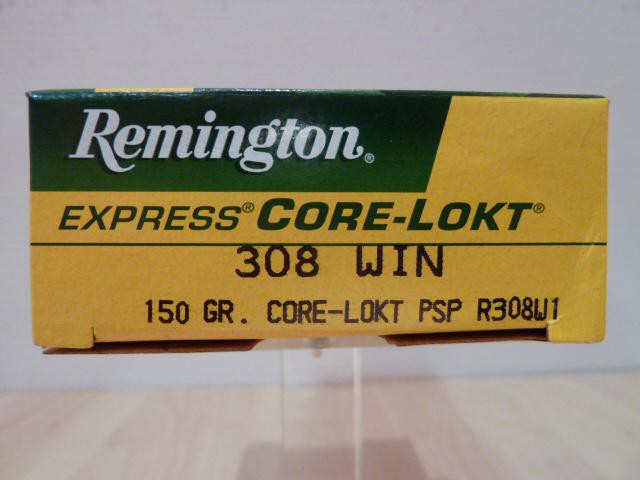 Remington®
EXPRESS® CORE-LOKT®
308 WIN
150 GR. CORE-LOKT PSP R308W1